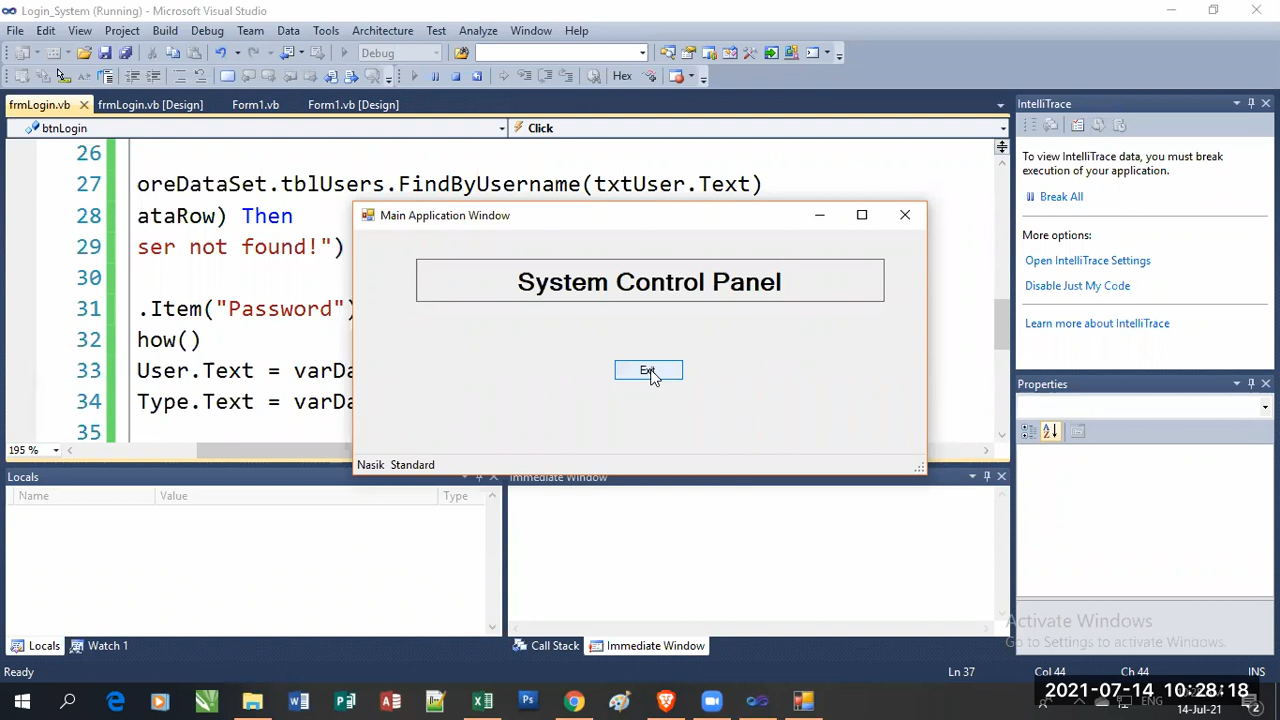 Login_System (Running) - Microsoft Visual Studio
File Edit View Project Build Debug Team Data Tools Architecture Test Analyze Window Help
Debug
Hex
frmLogin.vb frmLogin.vb [Design] Form1.vb Form1.vb [Design]
btnLogin Click
26
27 oreDataSet.tblUsers.FindByUsername(txtUser.Text)
28 ataRow) Then
29 ser not found!")
30
31 .Item("Password")
32 how()
33 User.Text = varDa
34 Type.Text = varDa
35
195 %
Main Application Window
System Control Panel
Exit
Nasik Standard
IntelliTrace
To view IntelliTrace data, you must break
execution of your application.
Break All
More options:
Open IntelliTrace Settings
Disable Just My Code
Learn more about IntelliTrace
Properties
Locals
Name Value Type
Immediate Window
Locals Watch 1
Call Stack Immediate Window
Activate Windows
Go to Settings to activate Windows.
Ready Ln 37 Col 44 Ch 44 INS
2021-07-14 10:28:18
ENG
14-Jul-21
2